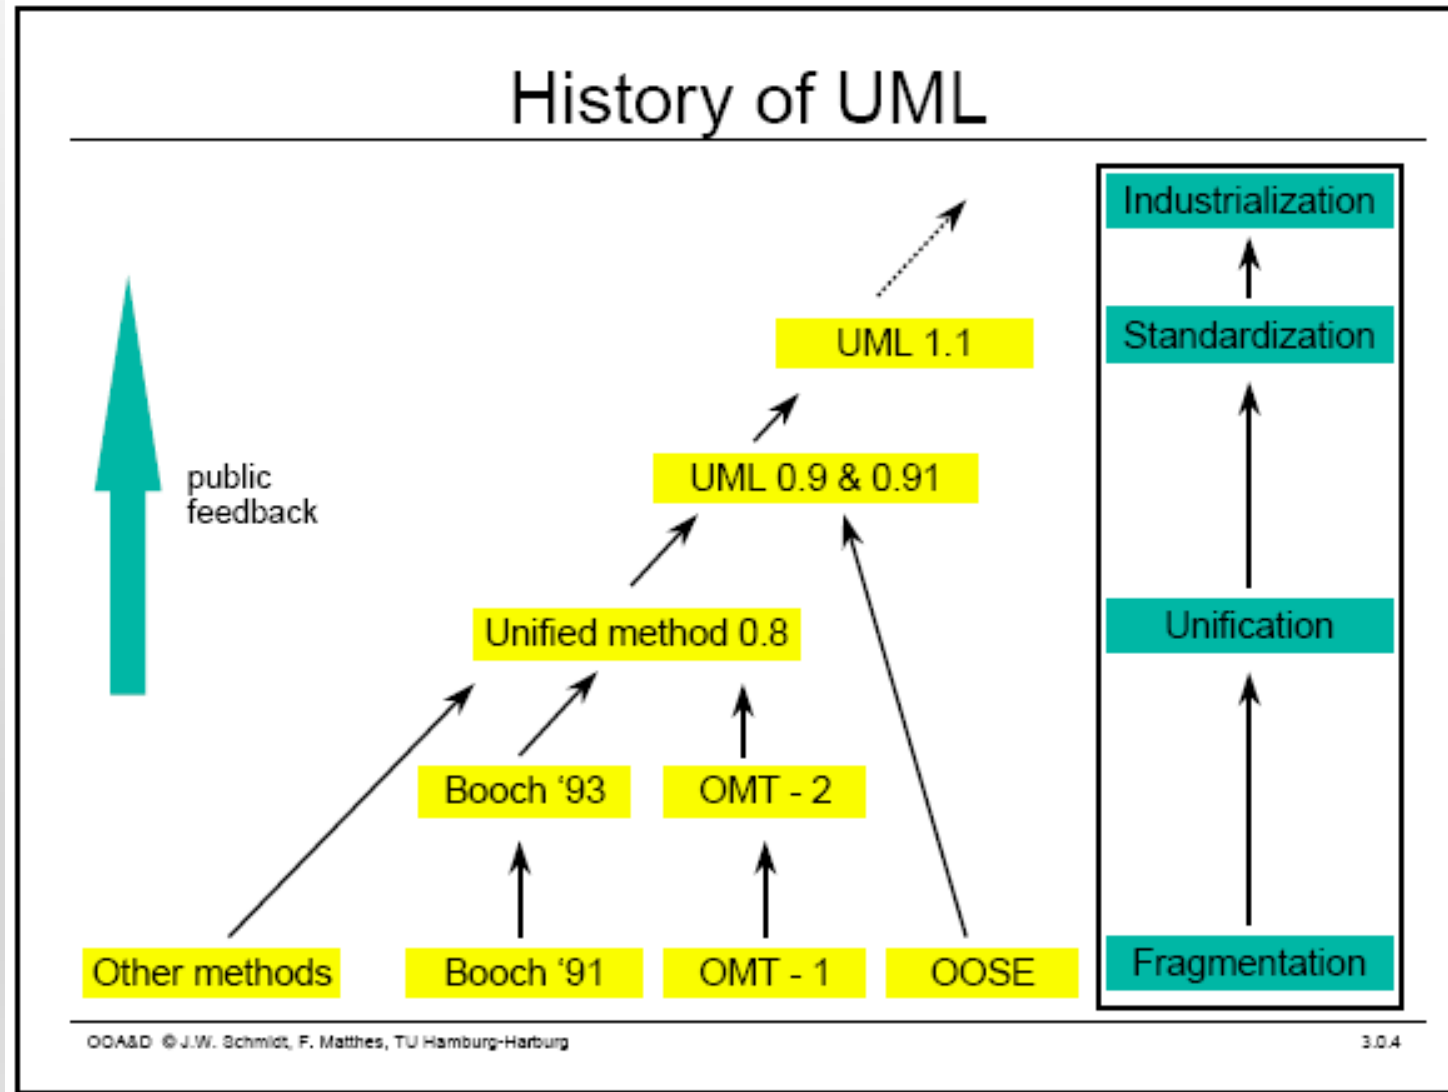 History of UML
Industrialization
UML 1.1
Standardization
public
feedback
UML 0.9 & 0.91
Unified method 0.8
Unification
Booch ‘93
OMT - 2
Other methods
Booch ‘91
OMT - 1
OOSE
Fragmentation
OOA&D © J.W. Schmidt, F. Matthes, TU Hamburg-Harburg
3.0.4